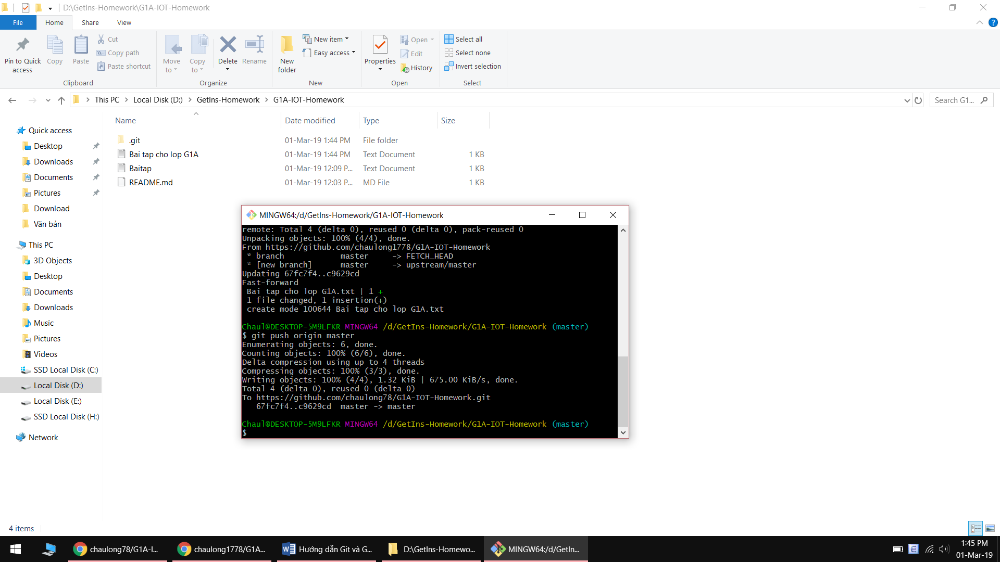 D:\GetIns-Homework\G1A-IOT-Homework
File Home Share View
Pin to Quick access
Copy
Paste
Cut
Copy path
Paste shortcut
Clipboard
Move to
Copy to
Delete
Rename
Organize
New folder
New item
Easy access
New
Properties
Open
Edit
History
Open
Select all
Select none
Invert selection
Select
This PC Local Disk (D:) GetIns-Homework G1A-IOT-Homework
Search G1...
Name Date modified Type Size
.git 01-Mar-19 1:44 PM File folder
Bai tap cho lop G1A 01-Mar-19 1:44 PM Text Document 1 KB
Baitap 01-Mar-19 12:09 P... Text Document 1 KB
README.md 01-Mar-19 12:03 P... MD File 1 KB
Quick access
Desktop
Downloads
Documents
Pictures
Download
Văn bản
This PC
3D Objects
Desktop
Documents
Downloads
Music
Pictures
Videos
SSD Local Disk (C:)
Local Disk (D:)
Local Disk (E:)
SSD Local Disk (H:)
Network
MINGW64:/d/GetIns-Homework/G1A-IOT-Homework
remote: Total 4 (delta 0), reused 0 (delta 0), pack-reused 0
Unpacking objects: 100% (4/4), done.
From https://github.com/chaulong1778/G1A-IOT-Homework
 * branch            master     -> FETCH_HEAD
 * [new branch]      master     -> upstream/master
Updating 67fc7f4..c9629cd
Fast-forward
 Bai tap cho lop G1A.txt | 1 +
 1 file changed, 1 insertion(+)
 create mode 100644 Bai tap cho lop G1A.txt
Chaul@DESKTOP-5M9LFKR MINGW64 /d/GetIns-Homework/G1A-IOT-Homework (master)
$ git push origin master
Enumerating objects: 6, done.
Counting objects: 100% (6/6), done.
Delta compression using up to 4 threads
Compressing objects: 100% (3/3), done.
Writing objects: 100% (4/4), 1.32 KiB | 675.00 KiB/s, done.
Total 4 (delta 0), reused 0 (delta 0)
To https://github.com/chaulong78/G1A-IOT-Homework.git
   67fc7f4..c9629cd  master -> master
Chaul@DESKTOP-5M9LFKR MINGW64 /d/GetIns-Homework/G1A-IOT-Homework (master)
$
4 items
chaulong78/G1A-I...
chaulong1778/G1A...
Hướng dẫn Git và G...
D:\GetIns-Homewo...
MINGW64:/d/GetIn...
E
1:45 PM
01-Mar-19